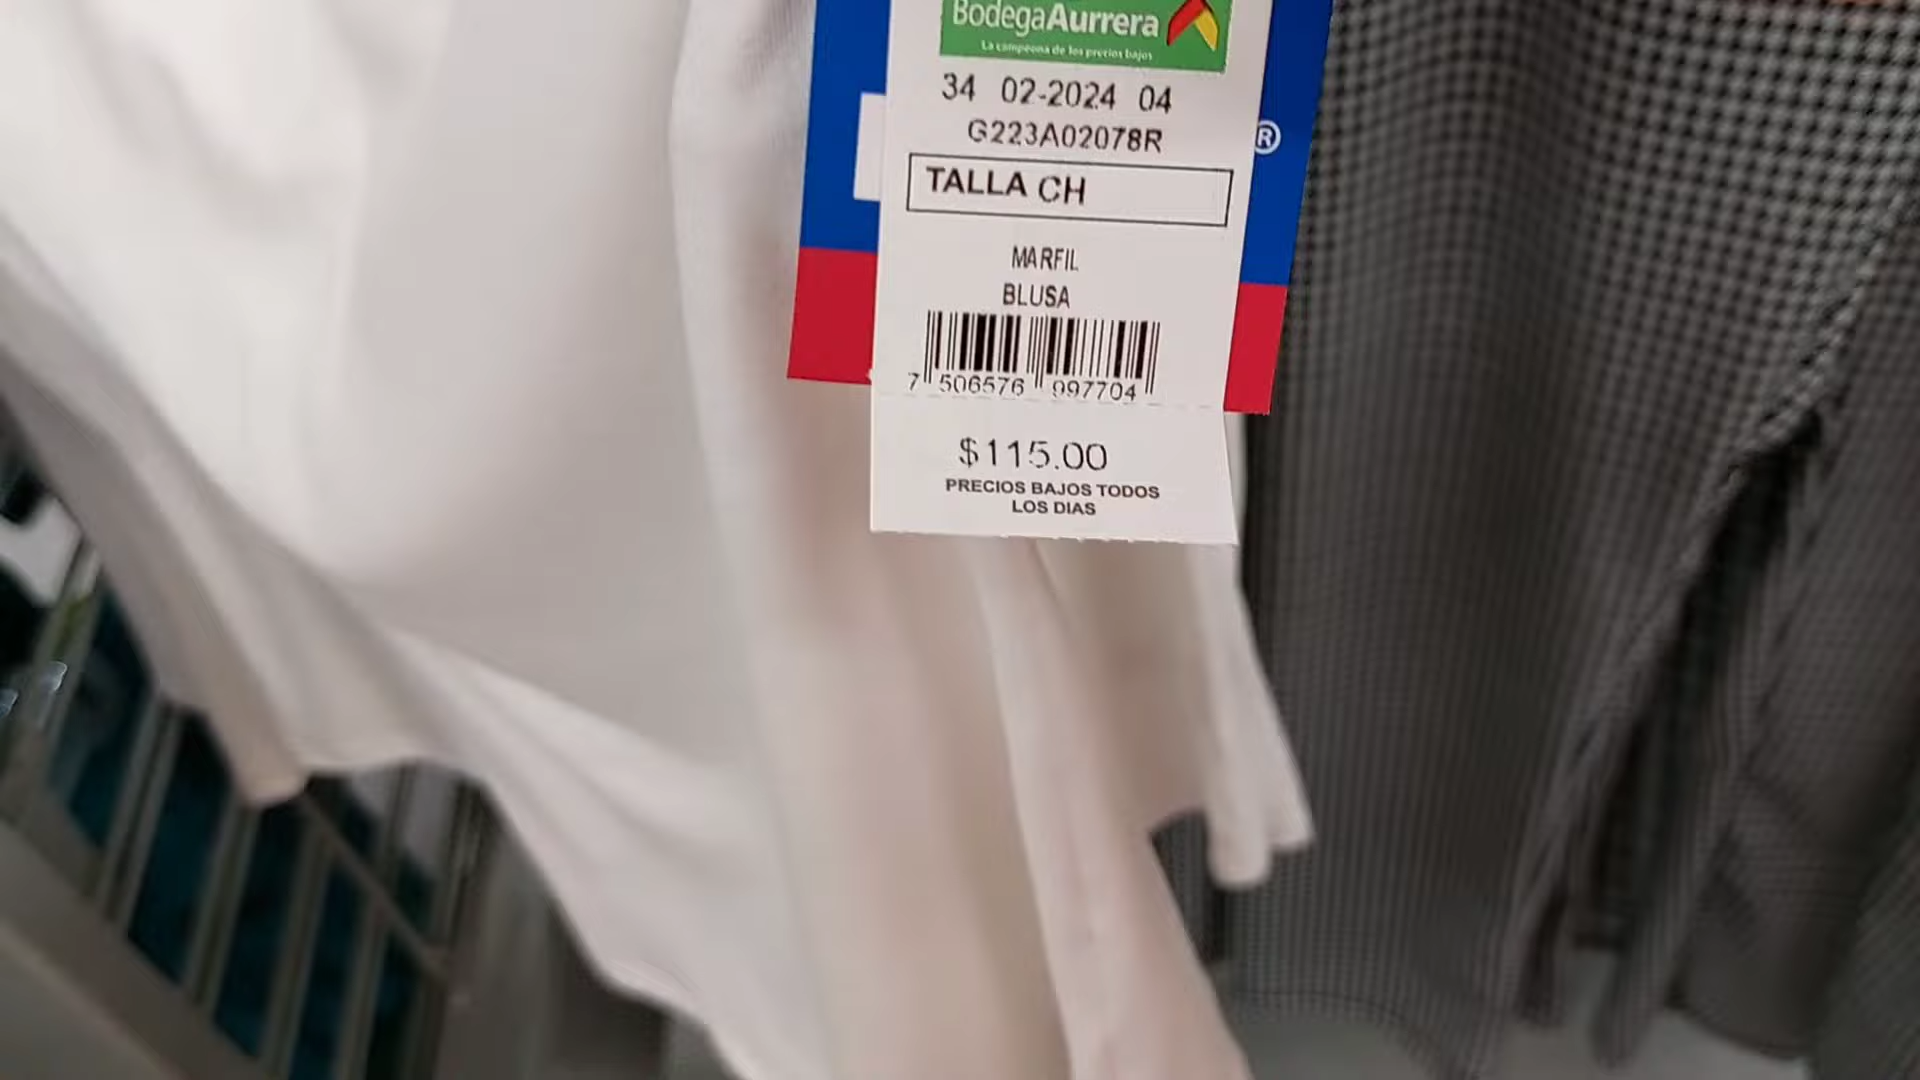 BodegaAurrera
La campeona de los precios bajos
34 02-2024 04
G223A02078R
®
TALLA CH
MARFIL
BLUSA
7 506576 997704
$115.00
PRECIOS BAJOS TODOS
LOS DIAS